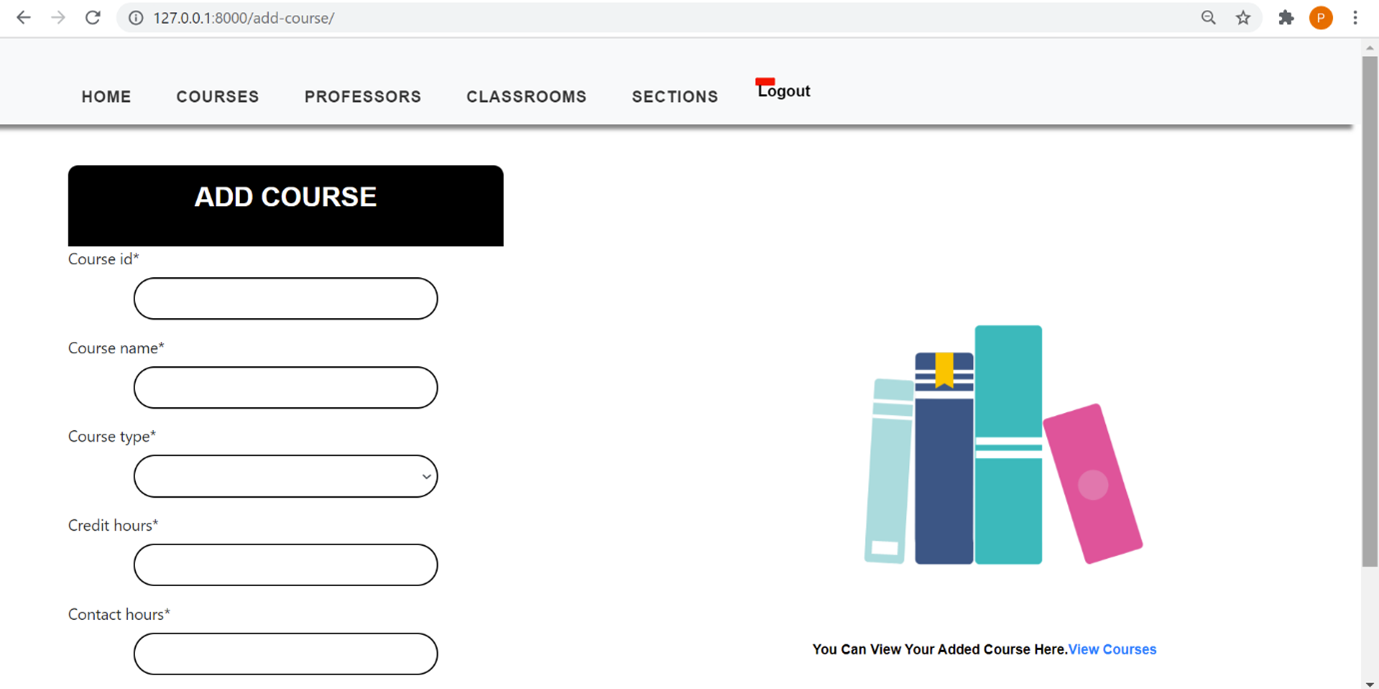 127.0.0.1:8000/add-course/
P
HOME COURSES PROFESSORS CLASSROOMS SECTIONS Logout
ADD COURSE
Course id*
Course name*
Course type*
Credit hours*
Contact hours*
You Can View Your Added Course Here.View Courses